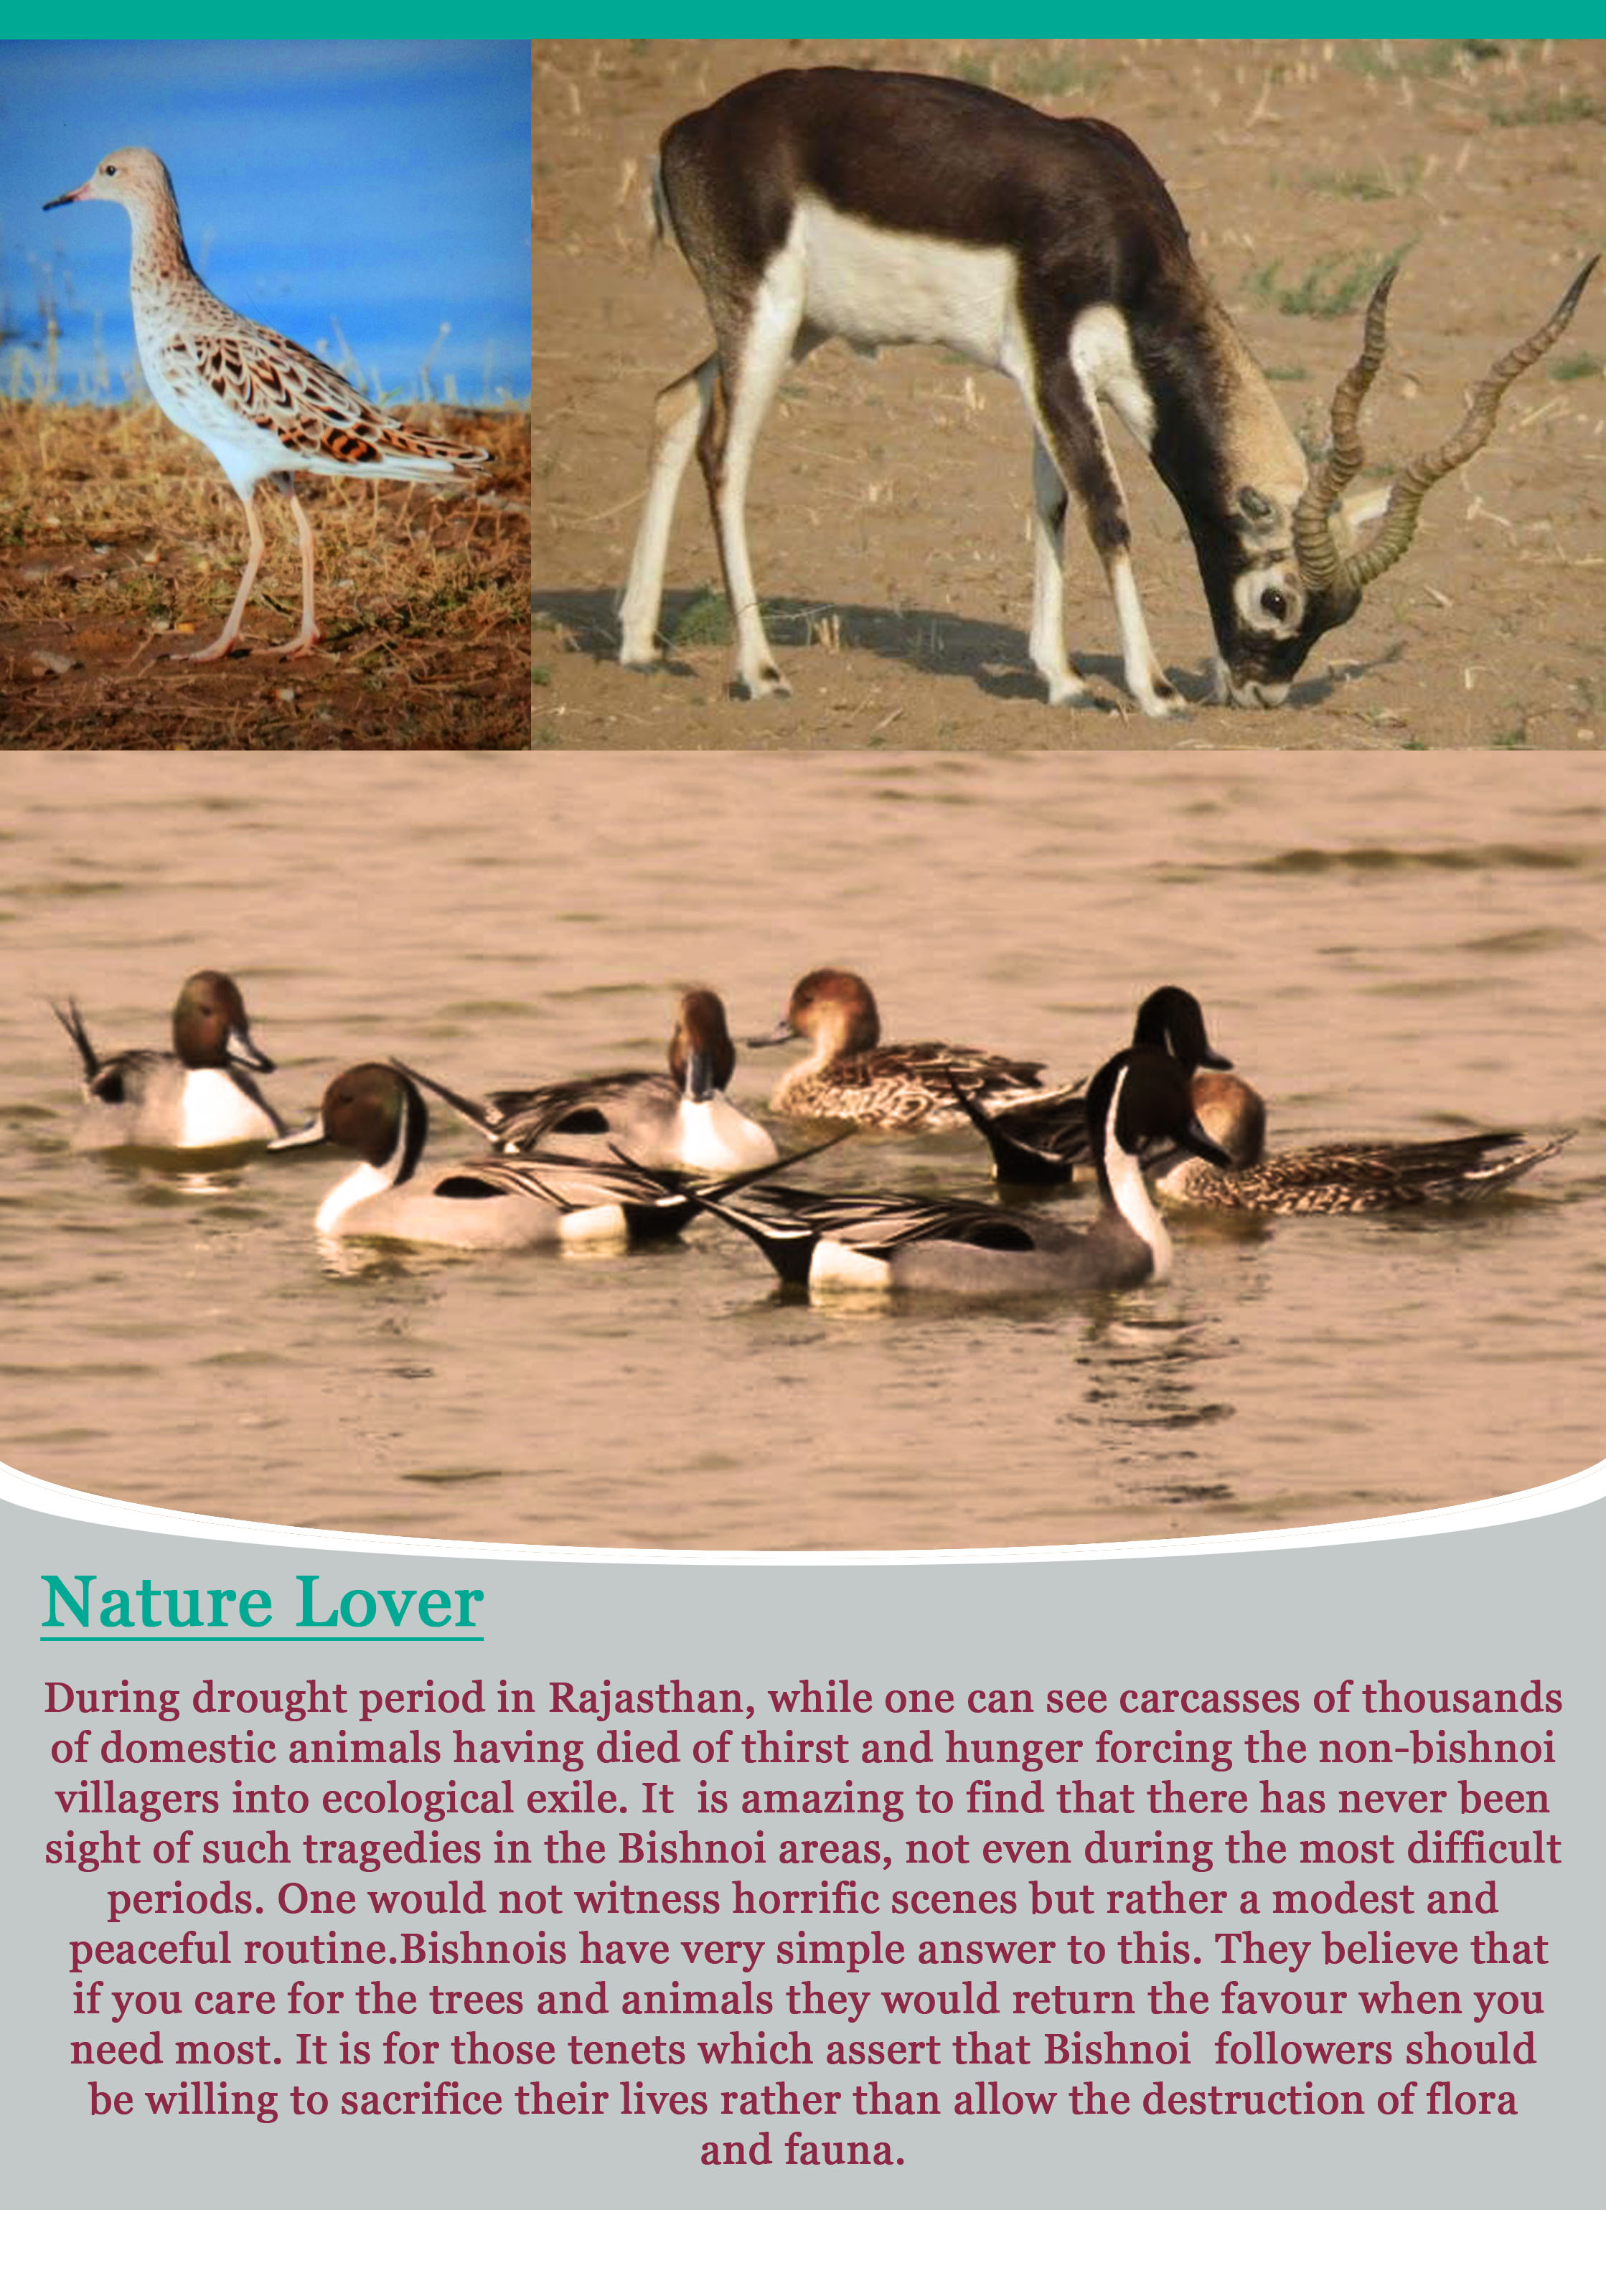 Nature Lover
During drought period in Rajasthan, while one can see carcasses of thousands
of domestic animals having died of thirst and hunger forcing the non-bishnoi
villagers into ecological exile. It  is amazing to find that there has never been
sight of such tragedies in the Bishnoi areas, not even during the most difficult
periods. One would not witness horrific scenes but rather a modest and
peaceful routine.Bishnois have very simple answer to this. They believe that
if you care for the trees and animals they would return the favour when you
need most. It is for those tenets which assert that Bishnoi  followers should
be willing to sacrifice their lives rather than allow the destruction of flora
and fauna.